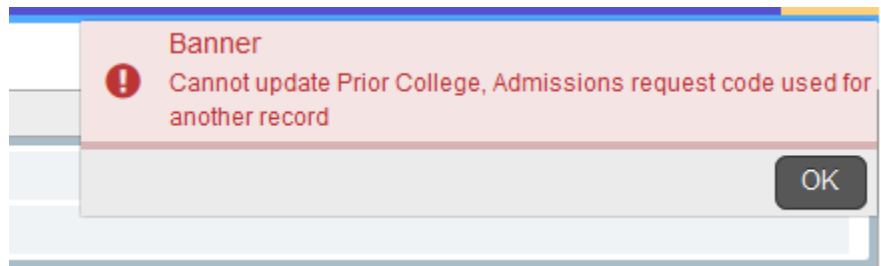 Banner
Cannot update Prior College, Admissions request code used for
another record
OK